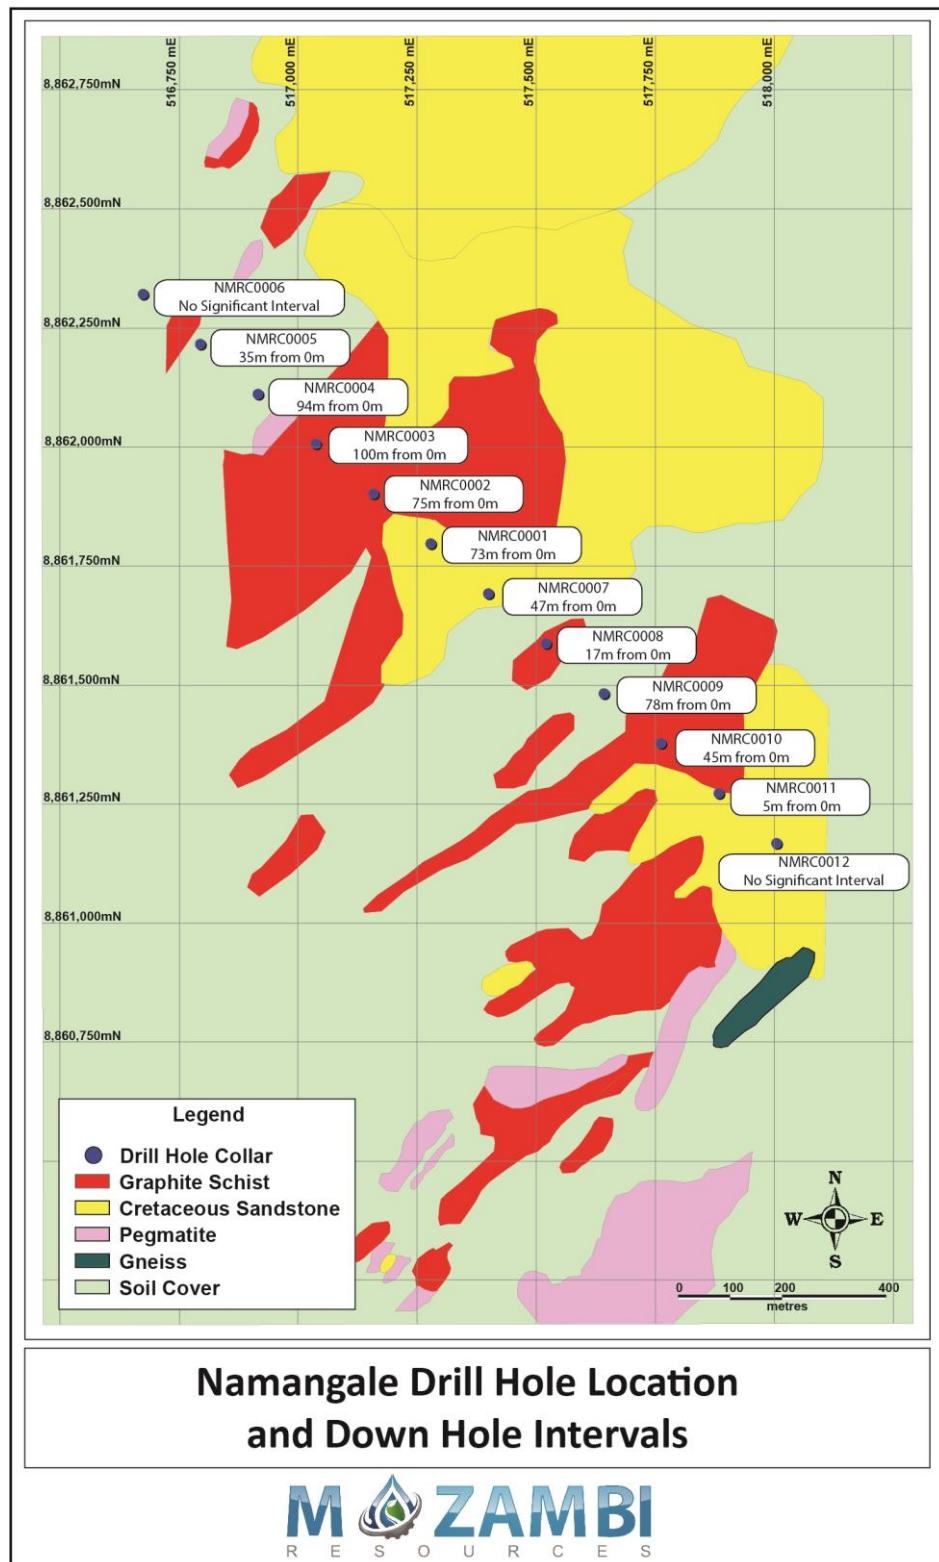 516,750 mE
517,000 mE
517,250 mE
517,500 mE
517,750 mE
518,000 mE
8,862,750mN
8,862,500mN
8,862,250mN
8,862,000mN
8,861,750mN
8,861,500mN
8,861,250mN
8,861,000mN
8,860,750mN
NMRC0006
No Significant Interval
NMRC0005
35m from 0m
NMRC0004
94m from 0m
NMRC0003
100m from 0m
NMRC0002
75m from 0m
NMRC0001
73m from 0m
NMRC0007
47m from 0m
NMRC0008
17m from 0m
NMRC0009
78m from 0m
NMRC0010
45m from 0m
NMRC0011
5m from 0m
NMRC0012
No Significant Interval
Legend
Drill Hole Collar
Graphite Schist
Cretaceous Sandstone
Pegmatite
Gneiss
Soil Cover
N
W E
S
0 100 200 400
metres
Namangale Drill Hole Location
and Down Hole Intervals
MOZAMBI
RESOURCES